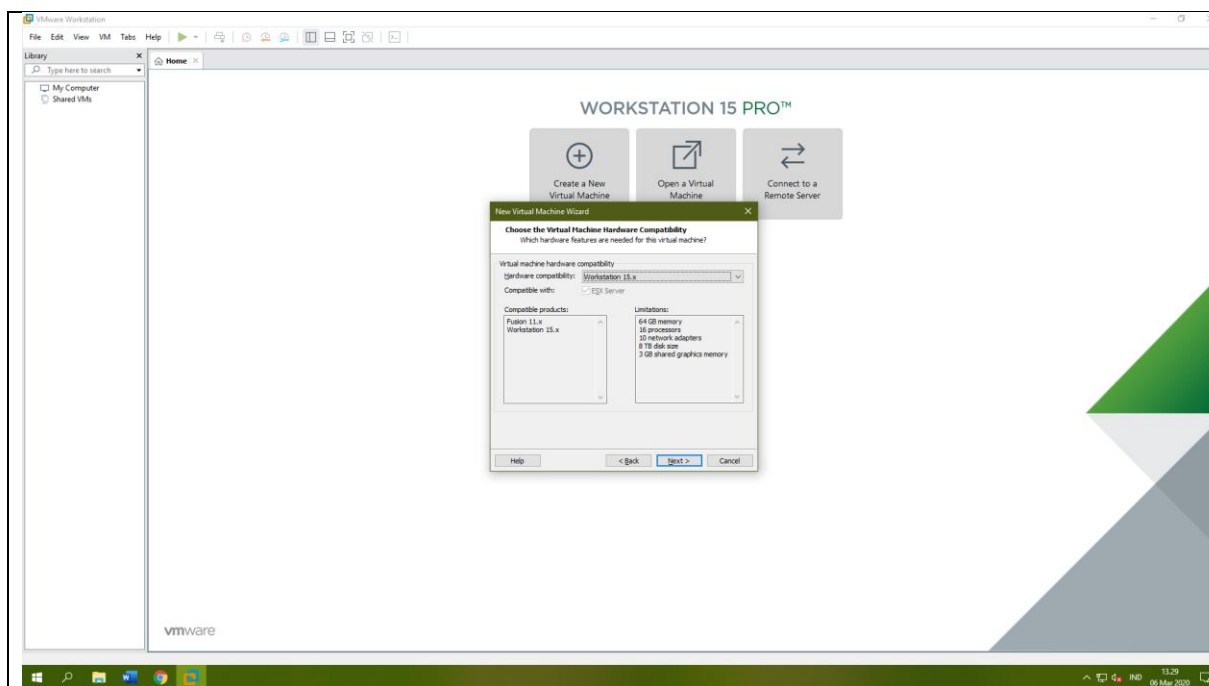 VMware Workstation
File Edit View VM Tabs Help
Library
Home
Type here to search
My Computer
Shared VMs
WORKSTATION 15 PRO™
Create a New
Virtual Machine
Open a Virtual
Machine
Connect to a
Remote Server
New Virtual Machine Wizard
Choose the Virtual Machine Hardware Compatibility
Which hardware features are needed for this virtual machine?
Virtual machine hardware compatibility
Hardware compatibility: Workstation 15.x
Compatible with: ESX Server
Compatible products:
Fusion 11.x
Workstation 15.x
Limitations:
64 GB memory
16 processors
10 network adapters
8 TB disk size
3 GB shared graphics memory
Help < Back Next > Cancel
vmware
IND
13.29
06 Mar 2020